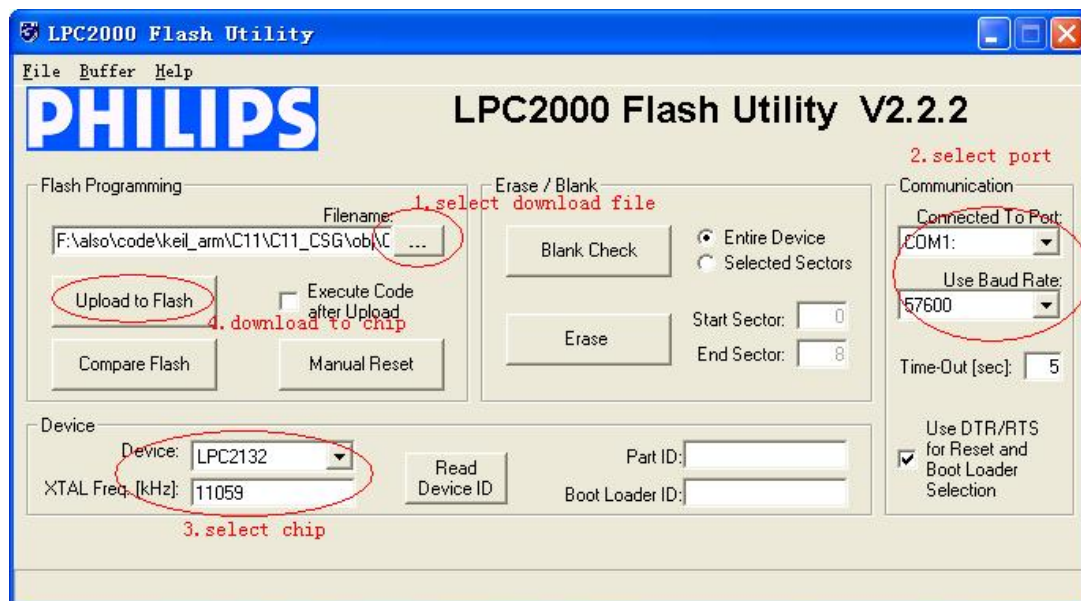 LPC2000 Flash Utility
File Buffer Help
PHILIPS
LPC2000 Flash Utility V2.2.2
2.select port
Flash Programming
Filename:
1.select download file
F:\also\code\keil_arm\C11\C11_CSG\obj\C
...
Upload to Flash
Execute Code
after Upload
4.download to chip
Compare Flash
Manual Reset
Erase / Blank
Blank Check
Entire Device
Selected Sectors
Erase
Start Sector: 0
End Sector: 8
Communication
Connected To Port:
COM1:
Use Baud Rate:
57600
Time-Out [sec]: 5
Use DTR/RTS
for Reset and
Boot Loader
Selection
Device
Device: LPC2132
XTAL Freq. [kHz]: 11059
3.select chip
Read
Device ID
Part ID:
Boot Loader ID: